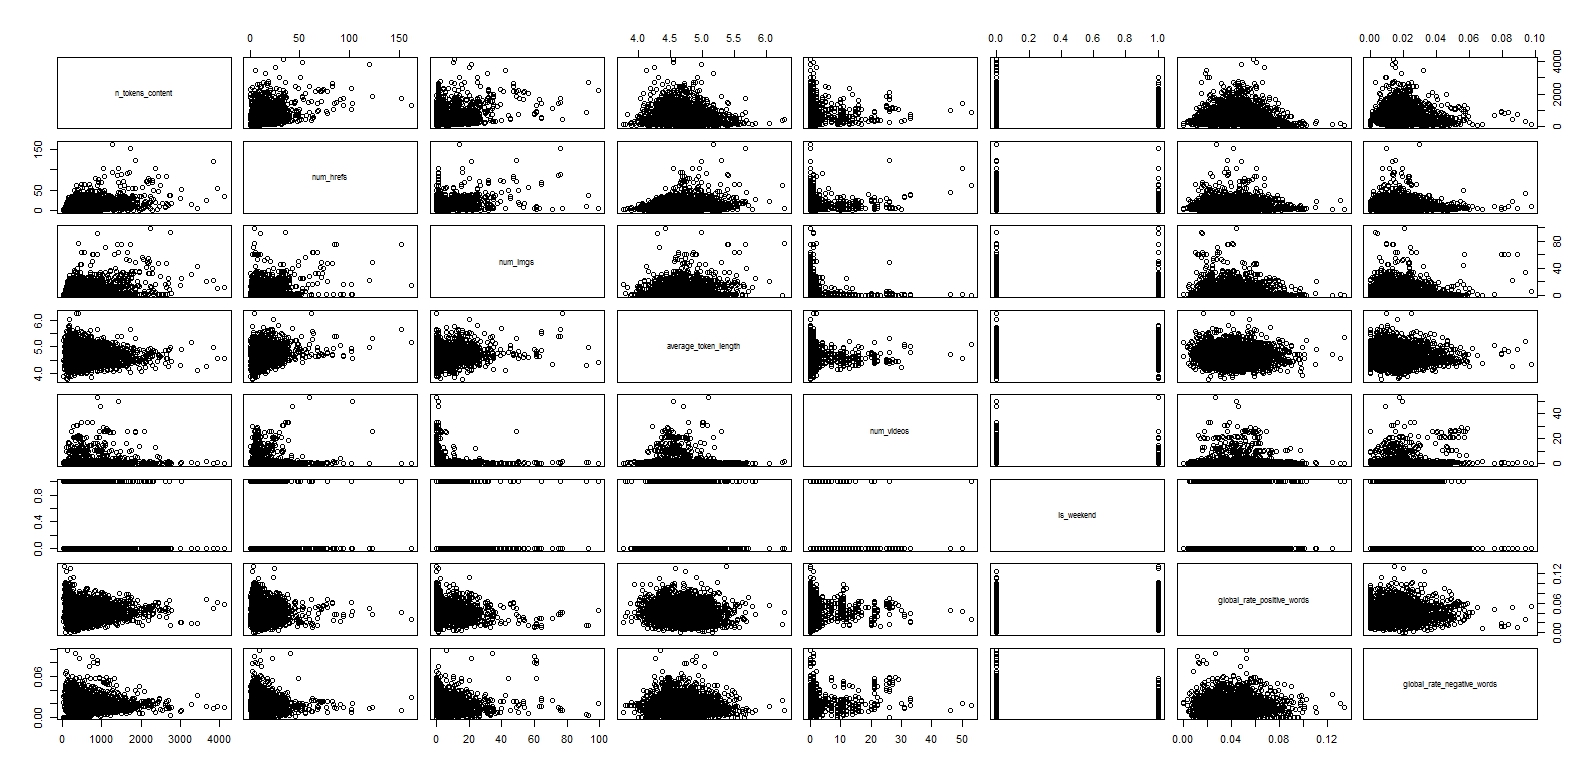 0 50 100 150 4.0 4.5 5.0 5.5 6.0 0.0 0.2 0.4 0.6 0.8 1.0 0.00 0.02 0.04 0.06 0.08 0.10
n_tokens_content
0 2000 4000
0 50 150
num_hrefs
num_imgs
0 40 80
4.0 5.0 6.0
average_token_length
num_videos
0 20 40
0.0 0.4 0.8
is_weekend
global_rate_positive_words
0.00 0.06 0.12
0.00 0.06
global_rate_negative_words
0 1000 2000 3000 4000 0 20 40 60 80 100 0 10 20 30 40 50 0.00 0.04 0.08 0.12